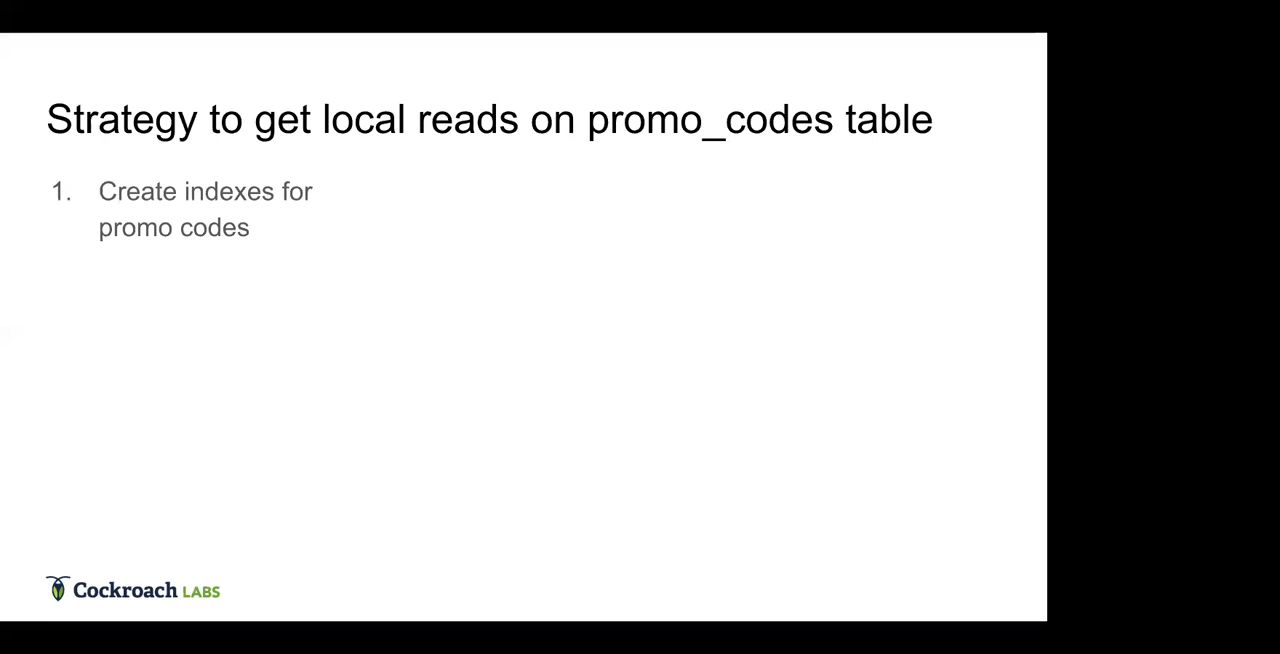 Strategy to get local reads on promo_codes table
1. Create indexes for
promo codes
Cockroach LABS